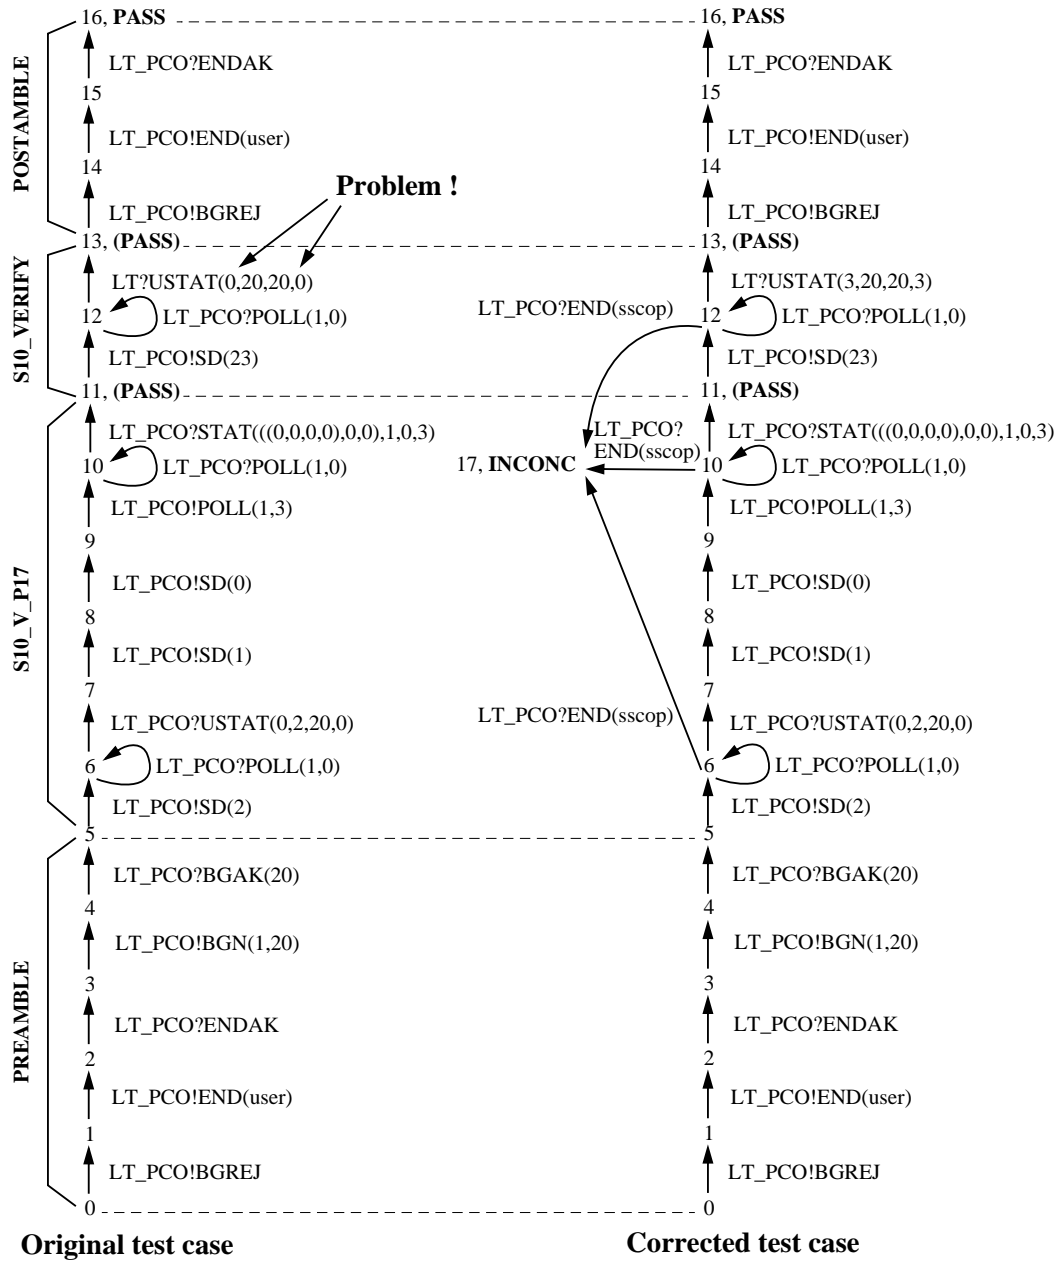 16, PASS
16, PASS
LT_PCO?ENDAK
LT_PCO?ENDAK
15
15
POSTAMBLE
LT_PCO!END(user)
LT_PCO!END(user)
14
14
Problem !
LT_PCO!BGREJ
LT_PCO!BGREJ
13, (PASS)
13, (PASS)
LT?USTAT(0,20,20,0)
LT?USTAT(3,20,20,3)
S10_VERIFY
12
LT_PCO?POLL(1,0)
LT_PCO?END(sscop)
12
LT_PCO?POLL(1,0)
LT_PCO!SD(23)
LT_PCO!SD(23)
11, (PASS)
11, (PASS)
LT_PCO?STAT(((0,0,0,0),0,0),1,0,3)
LT_PCO?
END(sscop)
LT_PCO?STAT(((0,0,0,0),0,0),1,0,3)
10
LT_PCO?POLL(1,0)
17, INCONC
10
LT_PCO?POLL(1,0)
LT_PCO!POLL(1,3)
LT_PCO!POLL(1,3)
9
9
LT_PCO!SD(0)
LT_PCO!SD(0)
S10_V_P17
8
8
LT_PCO!SD(1)
LT_PCO!SD(1)
7
7
LT_PCO?USTAT(0,2,20,0)
LT_PCO?END(sscop)
LT_PCO?USTAT(0,2,20,0)
6
LT_PCO?POLL(1,0)
6
LT_PCO?POLL(1,0)
LT_PCO!SD(2)
LT_PCO!SD(2)
5
5
LT_PCO?BGAK(20)
LT_PCO?BGAK(20)
4
4
LT_PCO!BGN(1,20)
LT_PCO!BGN(1,20)
3
3
PREAMBLE
LT_PCO?ENDAK
LT_PCO?ENDAK
2
2
LT_PCO!END(user)
LT_PCO!END(user)
1
1
LT_PCO!BGREJ
LT_PCO!BGREJ
0
0
Original test case
Corrected test case